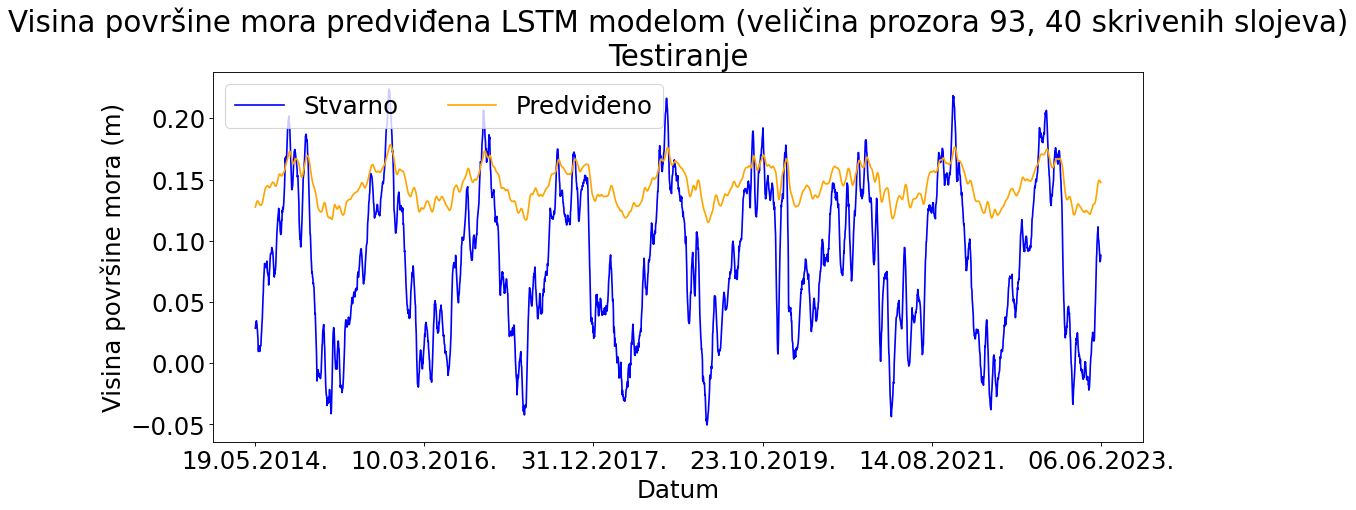 Visina površine mora predviđena LSTM modelom (veličina prozora 93, 40 skrivenih slojeva)
Testiranje
Stvarno Predviđeno
Visina površine mora (m)
0.20
0.15
0.10
0.05
0.00
−0.05
19.05.2014. 10.03.2016. 31.12.2017. 23.10.2019. 14.08.2021. 06.06.2023.
Datum